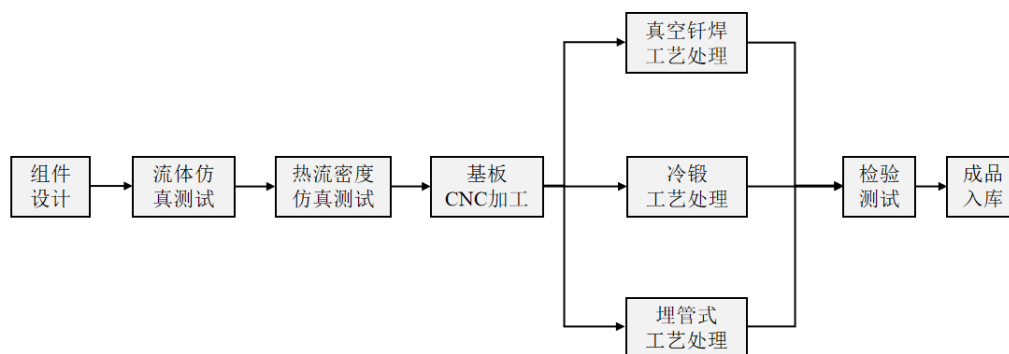 组件
设计
流体仿
真测试
热流密度
仿真测试
基板
CNC加工
真空钎焊
工艺处理
冷锻
工艺处理
埋管式
工艺处理
检验
测试
成品
入库